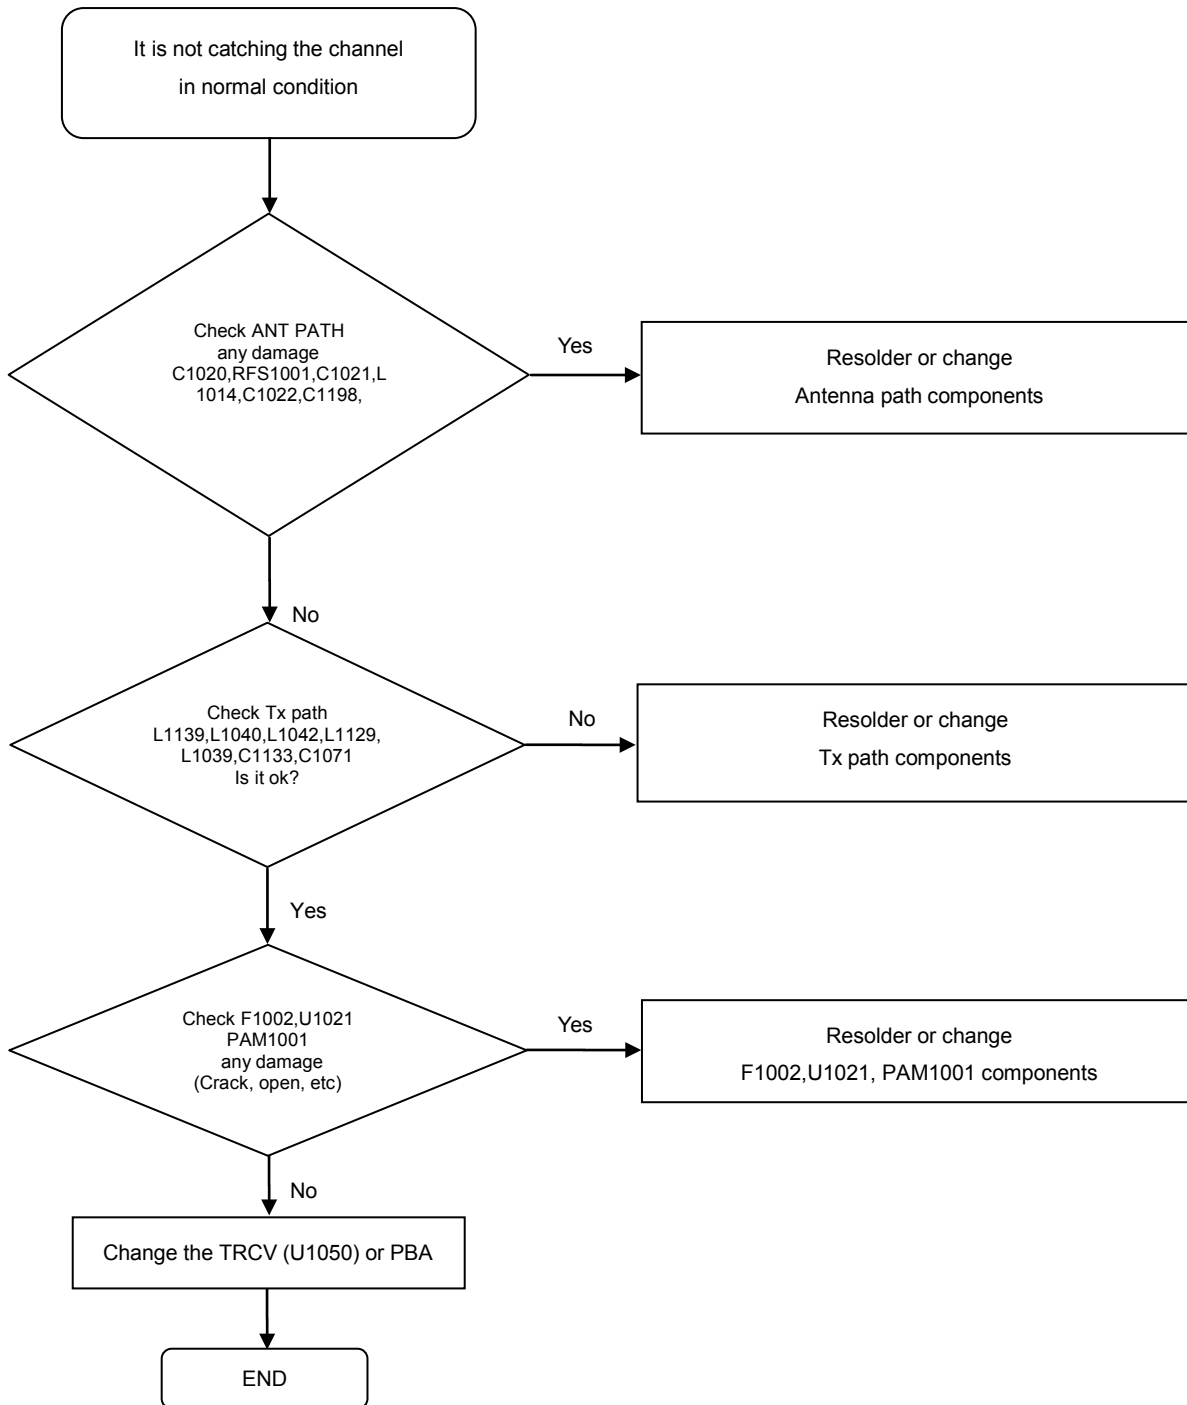 It is not catching the channel
in normal condition
Check ANT PATH
any damage
C1020,RFS1001,C1021,L
1014,C1022,C1198,
Yes
Resolder or change
Antenna path components
No
Check Tx path
L1139,L1040,L1042,L1129,
L1039,C1133,C1071
Is it ok?
No
Resolder or change
Tx path components
Yes
Check F1002,U1021
PAM1001
any damage
(Crack, open, etc)
Yes
Resolder or change
F1002,U1021, PAM1001 components
No
Change the TRCV (U1050) or PBA
END